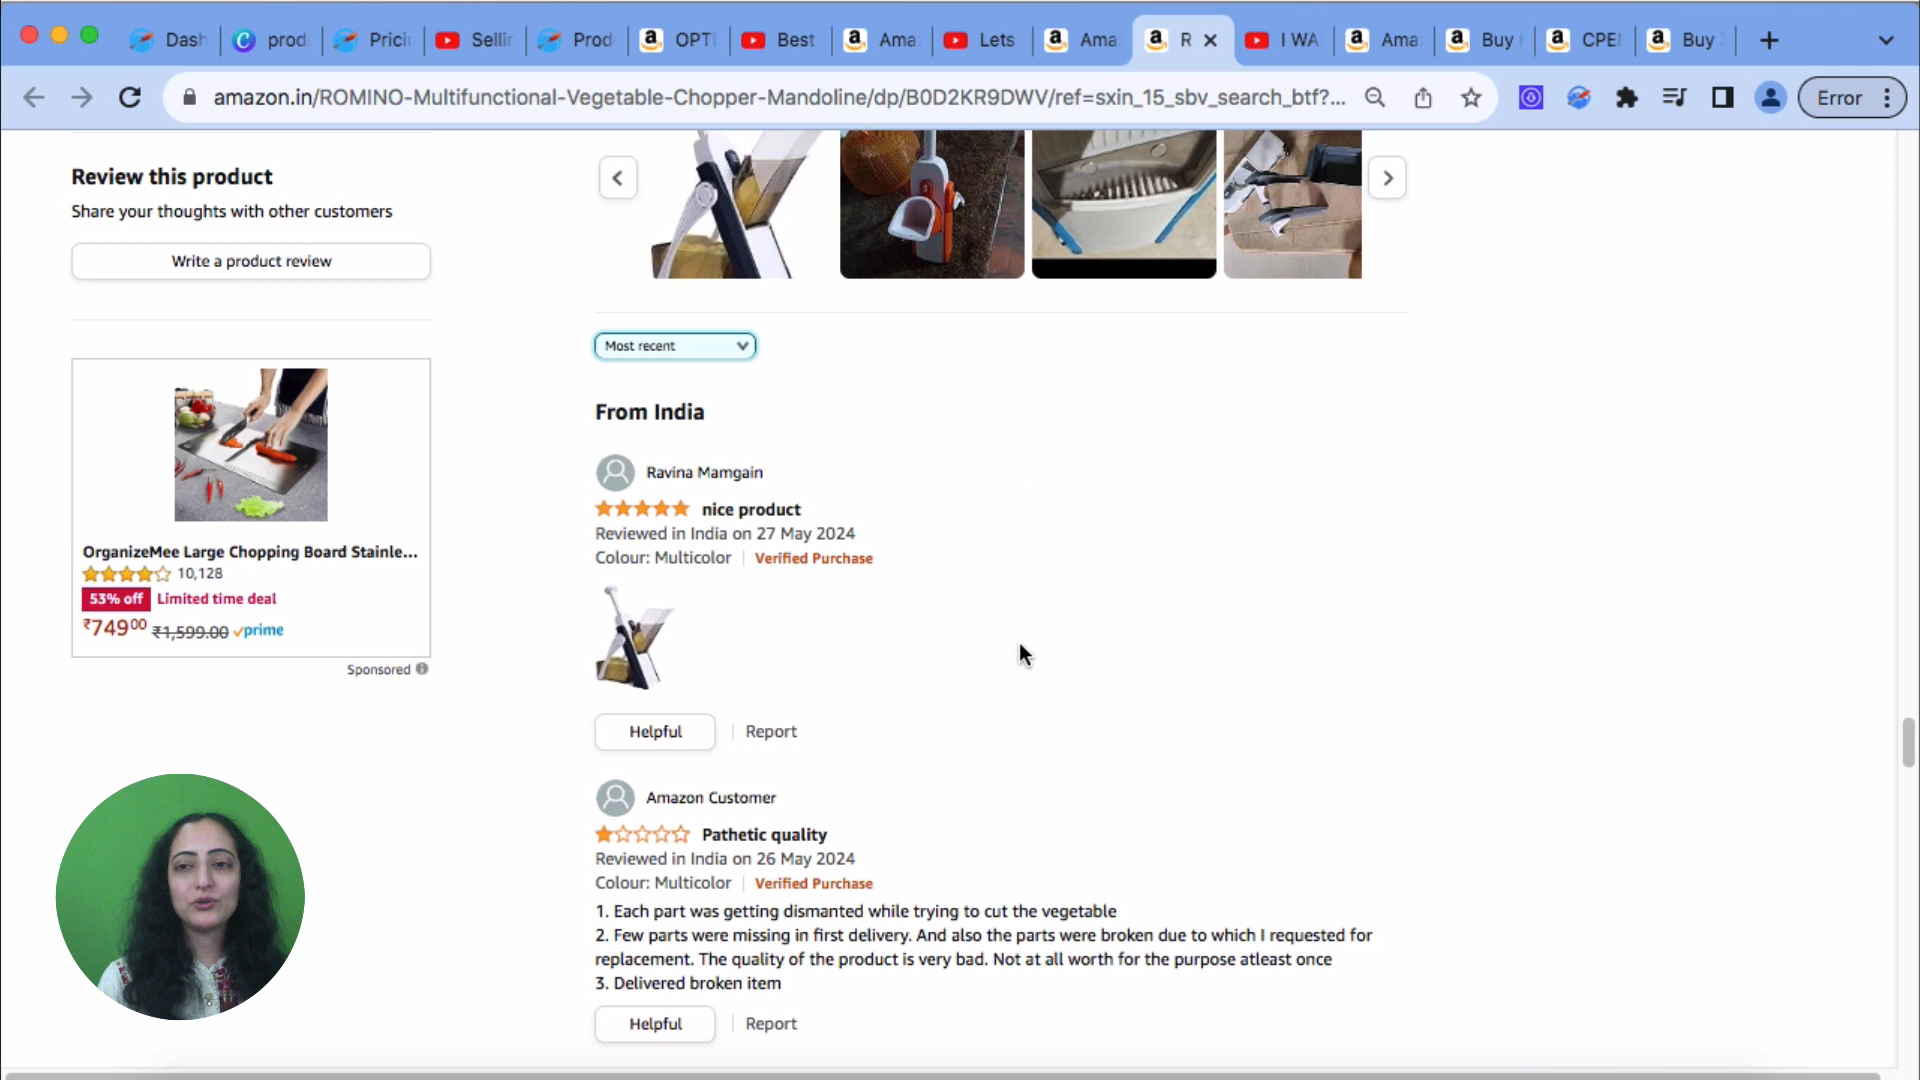 Dash
prod
Prici
Sellin
Prod
OPTI
Best
Ama
Lets
Ama
R
I WA
Ama
Buy
CPE
Buy
amazon.in/ROMINO-Multifunctional-Vegetable-Chopper-Mandoline/dp/B0D2KR9DWV/ref=sxin_15_sbv_search_btf?...
Error
Review this product
Share your thoughts with other customers
Write a product review
OrganizeMee Large Chopping Board Stainle...
10,128
53% off Limited time deal
₹749⁰⁰ ₹1,599.00 prime
Sponsored
Most recent
From India
Ravina Mamgain
nice product
Reviewed in India on 27 May 2024
Colour: Multicolor | Verified Purchase
Helpful | Report
Amazon Customer
Pathetic quality
Reviewed in India on 26 May 2024
Colour: Multicolor | Verified Purchase
1. Each part was getting dismanted while trying to cut the vegetable
2. Few parts were missing in first delivery. And also the parts were broken due to which I requested for
replacement. The quality of the product is very bad. Not at all worth for the purpose atleast once
3. Delivered broken item
Helpful | Report